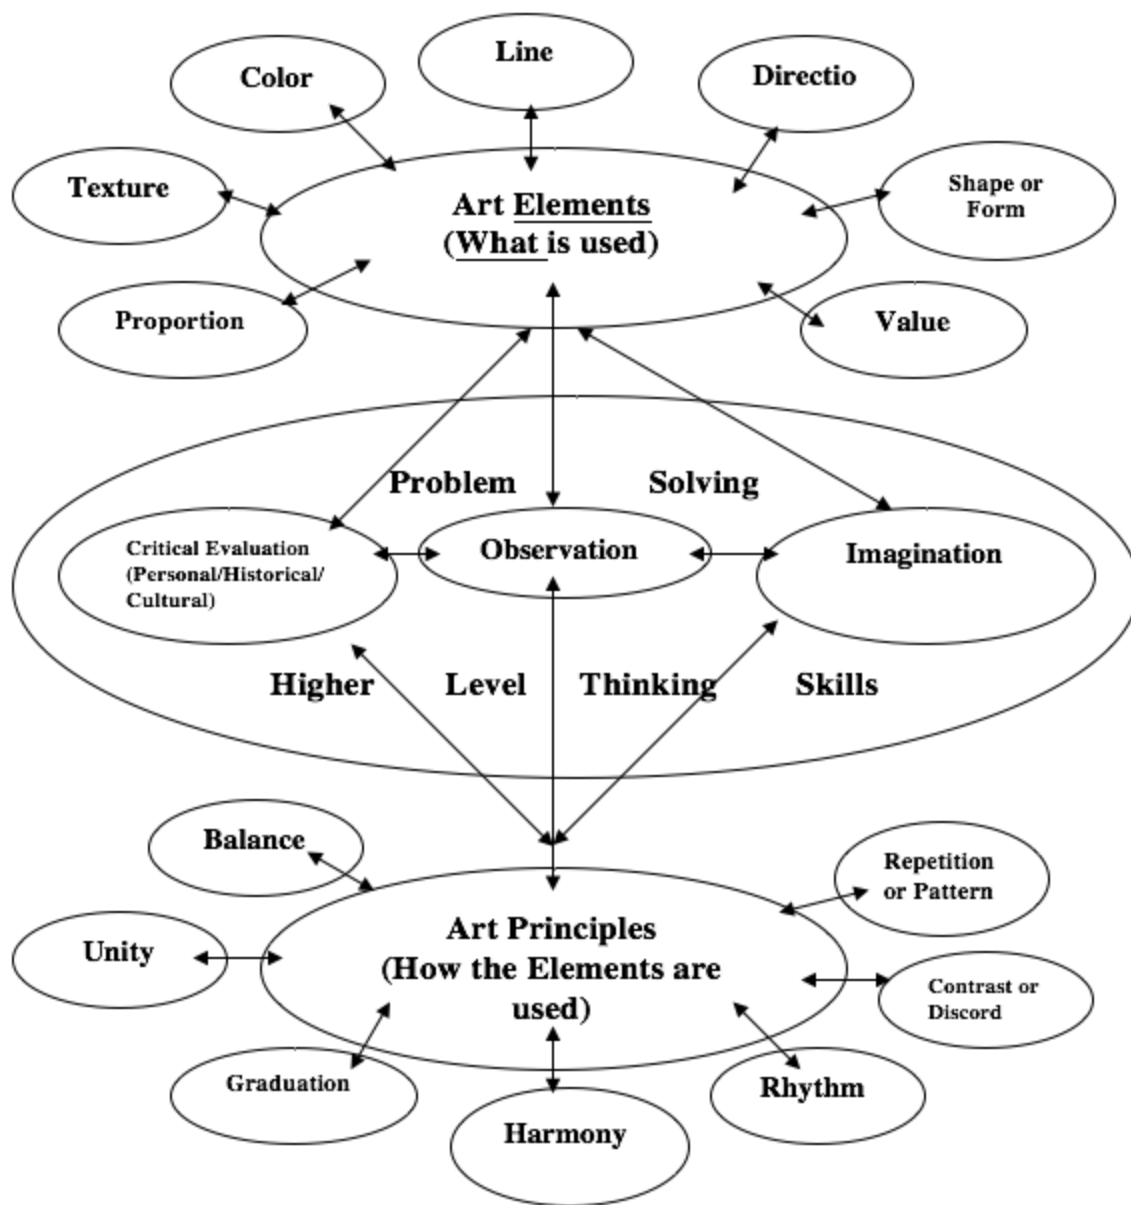 Line
Color
Directio
Texture
Shape or
Form
Art Elements
(What is used)
Proportion
Value
Problem Solving
Critical Evaluation
(Personal/Historical/
Cultural)
Observation
Imagination
Higher Level Thinking Skills
Balance
Repetition
or Pattern
Unity
Art Principles
(How the Elements are
used)
Contrast or
Discord
Graduation
Rhythm
Harmony